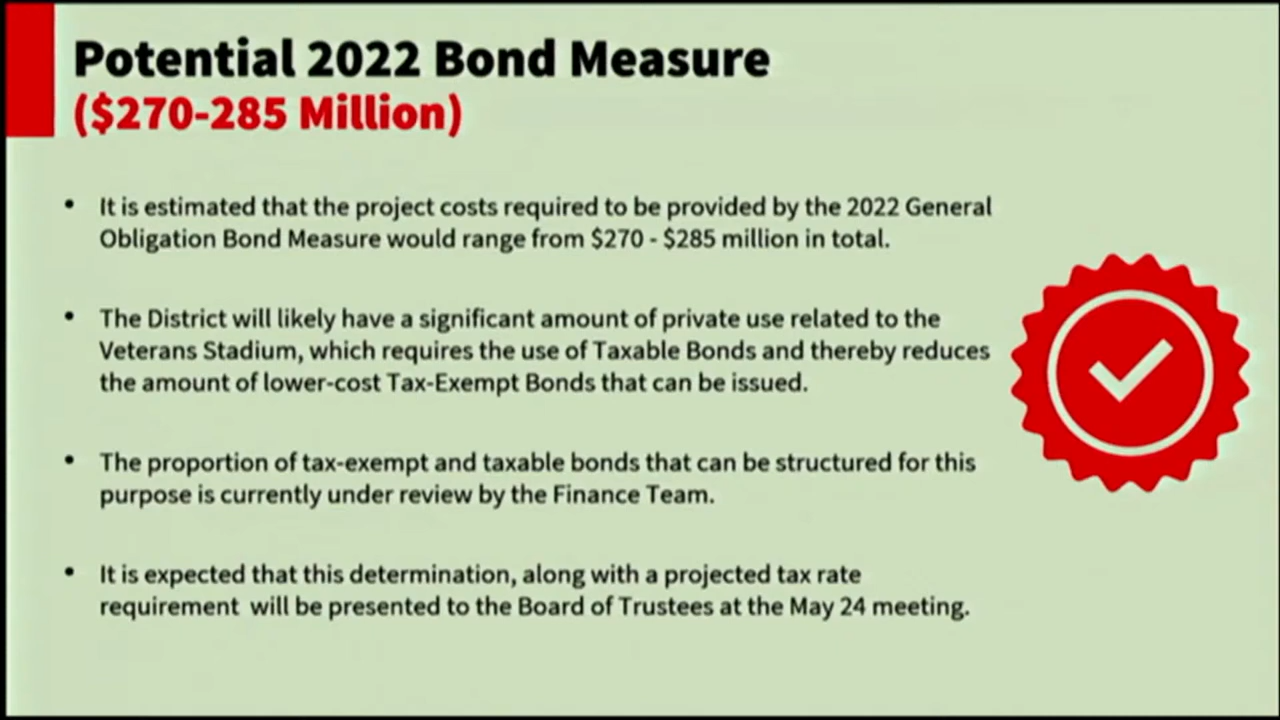 Potential 2022 Bond Measure
($270-285 Million)
• It is estimated that the project costs required to be provided by the 2022 General
Obligation Bond Measure would range from $270 - $285 million in total.
• The District will likely have a significant amount of private use related to the
Veterans Stadium, which requires the use of Taxable Bonds and thereby reduces
the amount of lower-cost Tax-Exempt Bonds that can be issued.
• The proportion of tax-exempt and taxable bonds that can be structured for this
purpose is currently under review by the Finance Team.
• It is expected that this determination, along with a projected tax rate
requirement  will be presented to the Board of Trustees at the May 24 meeting.